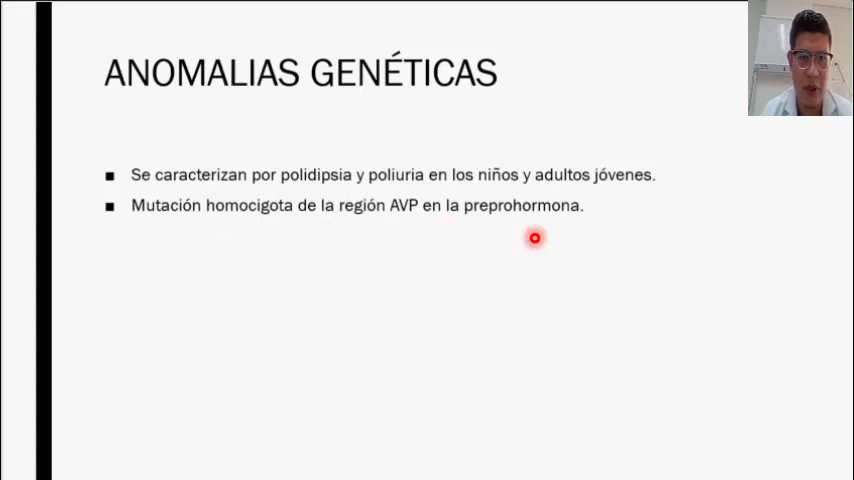 ANOMALIAS GENÉTICAS
Se caracterizan por polidipsia y poliuria en los niños y adultos jóvenes.
Mutación homocigota de la región AVP en la preprohormona.